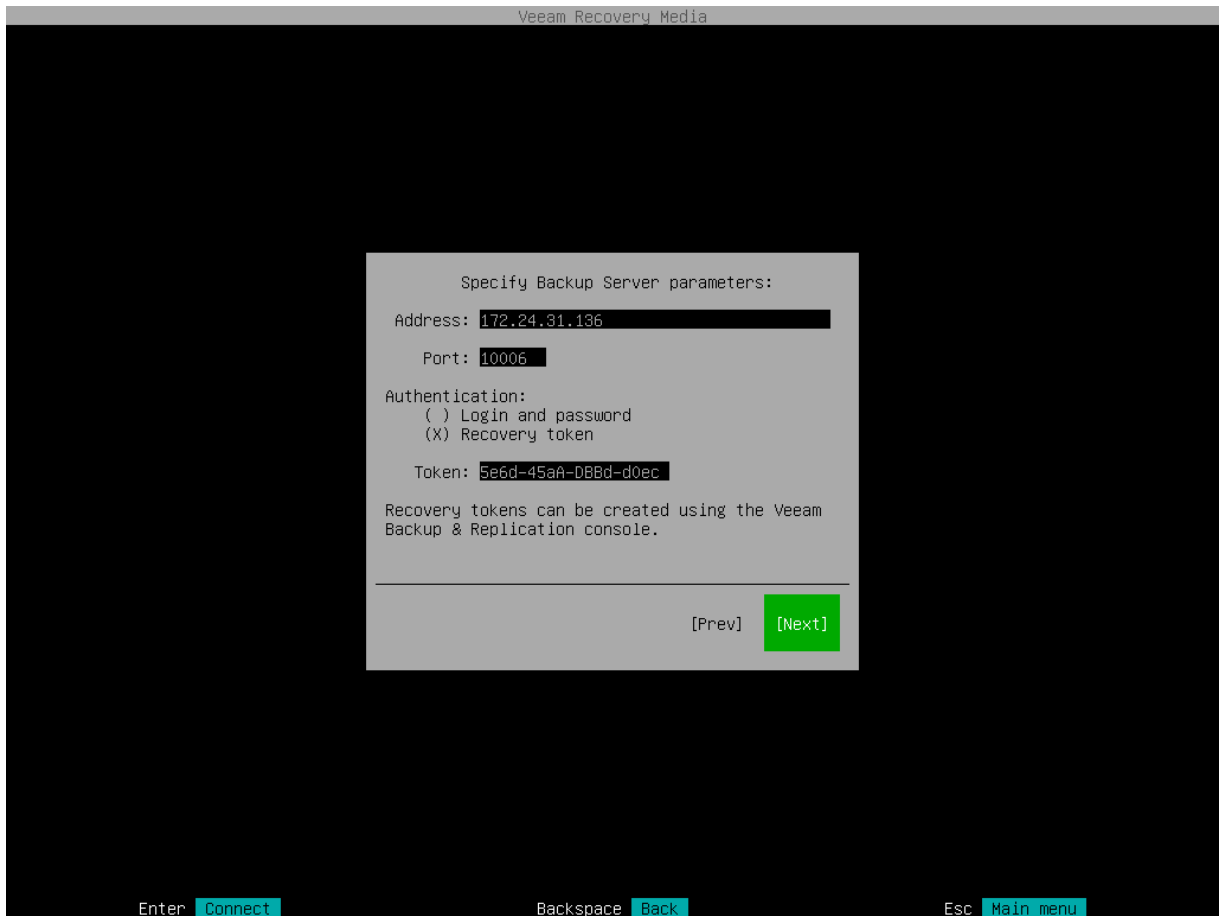 Veeam Recovery Media
Specify Backup Server parameters:
Address: 172.24.31.136
Port: 10006
Authentication:
( ) Login and password
(X) Recovery token
Token: 5e6d-45aA-DBBd-d0ec
Recovery tokens can be created using the Veeam
Backup & Replication console.
[Prev] [Next]
Enter Connect Backspace Back Esc Main menu